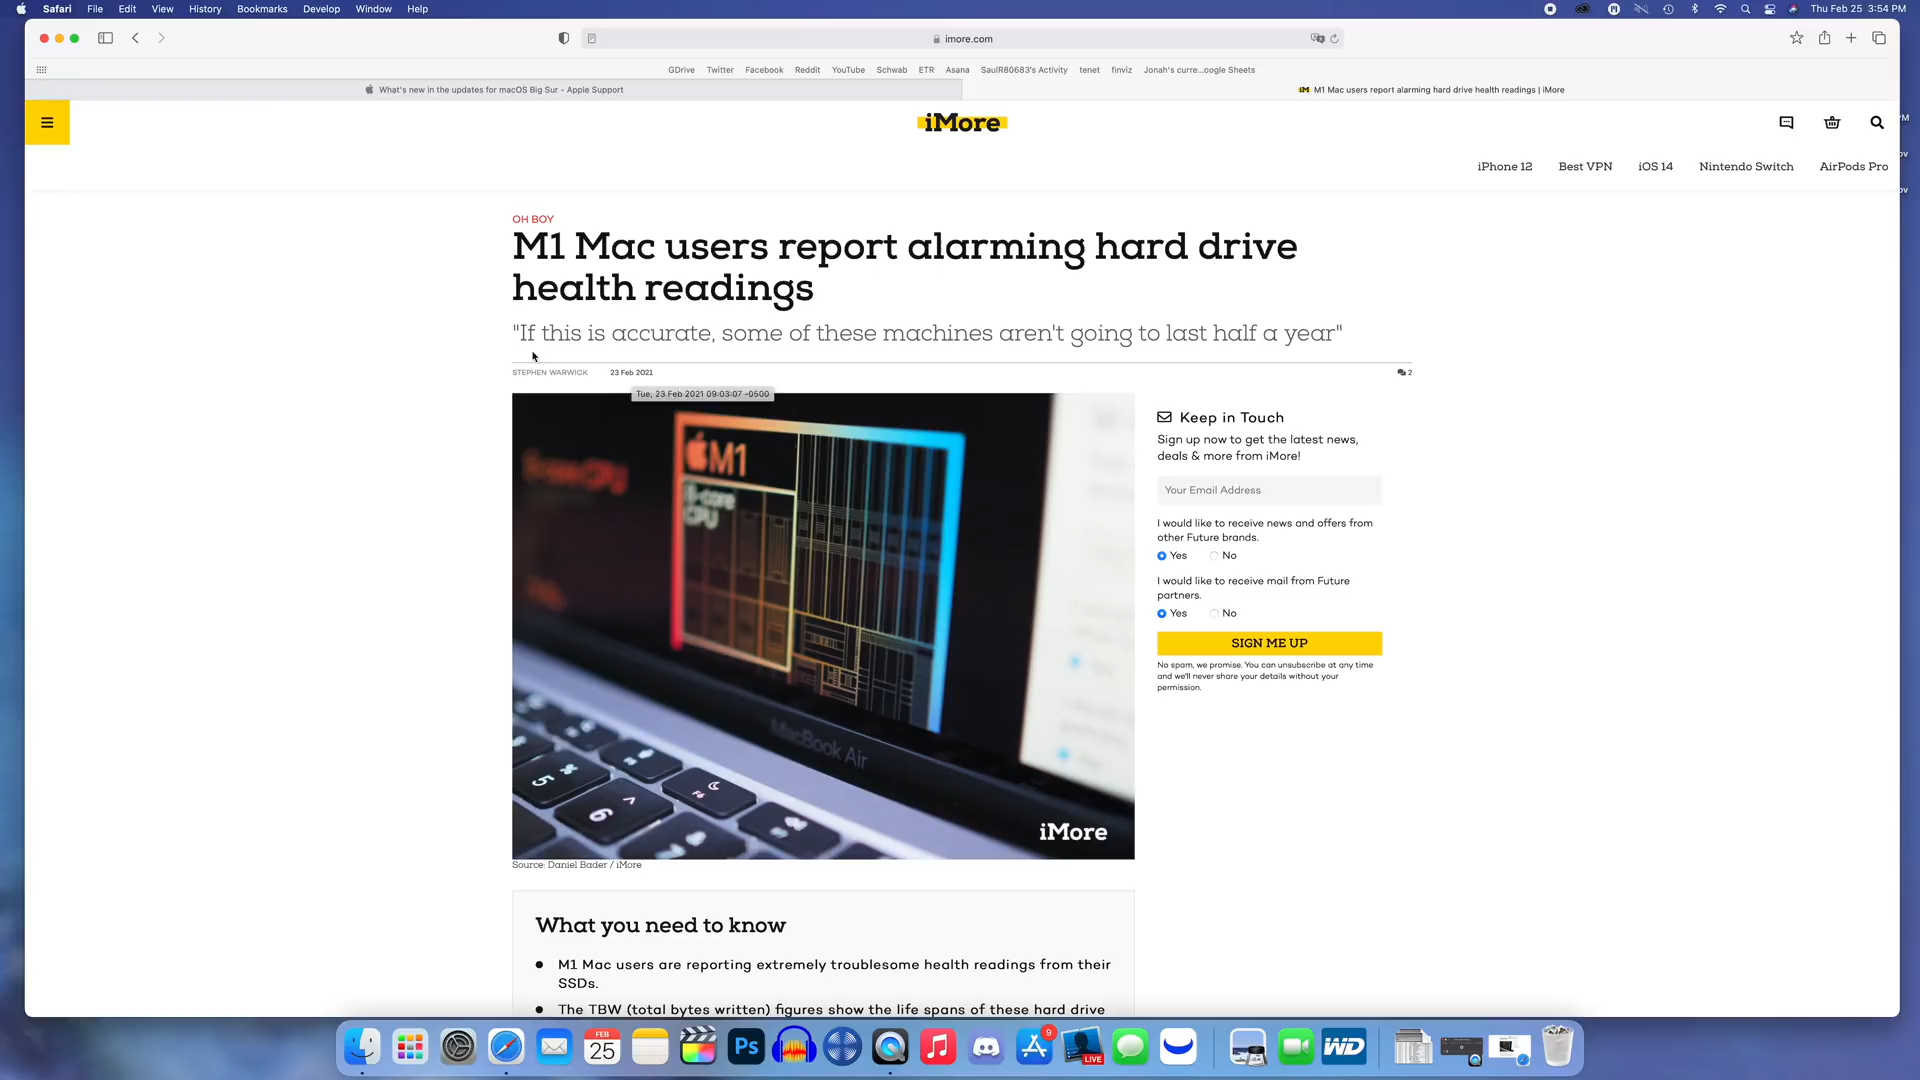 Safari File Edit View History Bookmarks Develop Window Help
Thu Feb 25 3:54 PM
imore.com
GDrive Twitter Facebook Reddit YouTube Schwab ETR Asana SaulR80683's Activity tenet finviz Jonah's curre...oogle Sheets
What's new in the updates for macOS Big Sur - Apple Support
iM M1 Mac users report alarming hard drive health readings | iMore
iMore
iPhone 12 Best VPN iOS 14 Nintendo Switch AirPods Pro
OH BOY
M1 Mac users report alarming hard drive
health readings
"If this is accurate, some of these machines aren't going to last half a year"
STEPHEN WARWICK 23 Feb 2021
2
Tue, 23 Feb 2021 09:03:07 -0500
M1
8-core
CPU
MacBook Air
5
6
F6
iMore
Source: Daniel Bader / iMore
Keep in Touch
Sign up now to get the latest news,
deals & more from iMore!
Your Email Address
I would like to receive news and offers from
other Future brands.
Yes No
I would like to receive mail from Future
partners.
Yes No
SIGN ME UP
No spam, we promise. You can unsubscribe at any time
and we'll never share your details without your
permission.
What you need to know
M1 Mac users are reporting extremely troublesome health readings from their
SSDs.
The TBW (total bytes written) figures show the life spans of these hard drive
FEB
25
Ps
9
LIVE
WD